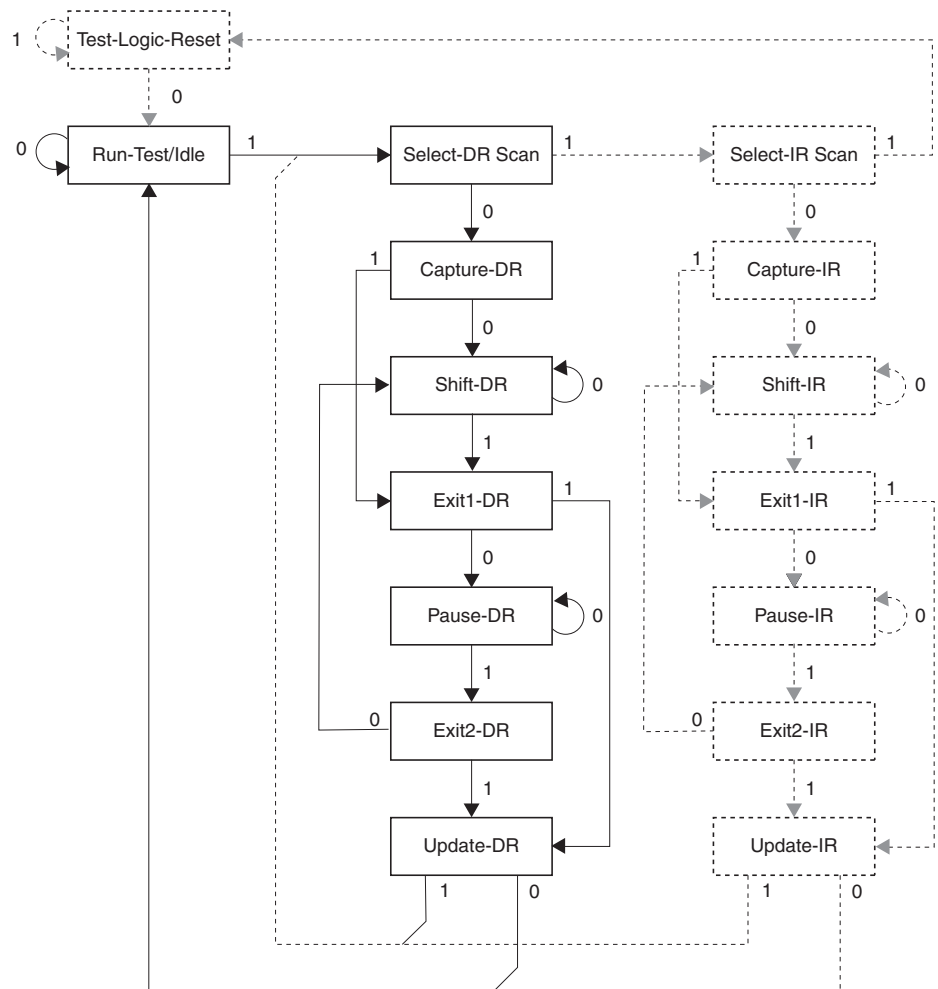 1 Test-Logic-Reset
0
0 Run-Test/Idle 1 Select-DR Scan 1 Select-IR Scan 1
0 0
1 Capture-DR 1 Capture-IR
0 0
Shift-DR 0 Shift-IR 0
1 1
Exit1-DR 1 Exit1-IR 1
0 0
Pause-DR 0 Pause-IR 0
1 1
0 Exit2-DR 0 Exit2-IR
1 1
Update-DR Update-IR
1 0 1 0